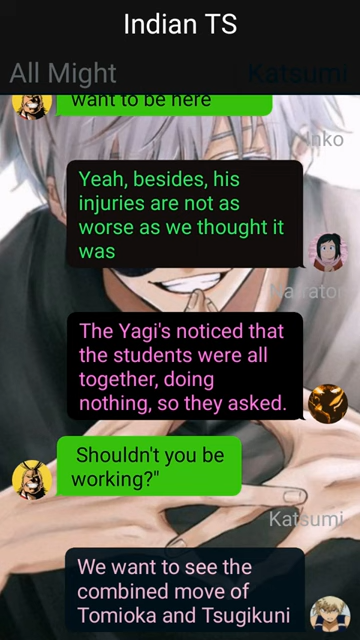 Indian TS
All Might
Katsumi
want to be here
Inko
Yeah, besides, his
injuries are not as
worse as we thought it
was
Narrator
The Yagi's noticed that
the students were all
together, doing
nothing, so they asked.
Shouldn't you be
working?"
Katsumi
We want to see the
combined move of
Tomioka and Tsugikuni